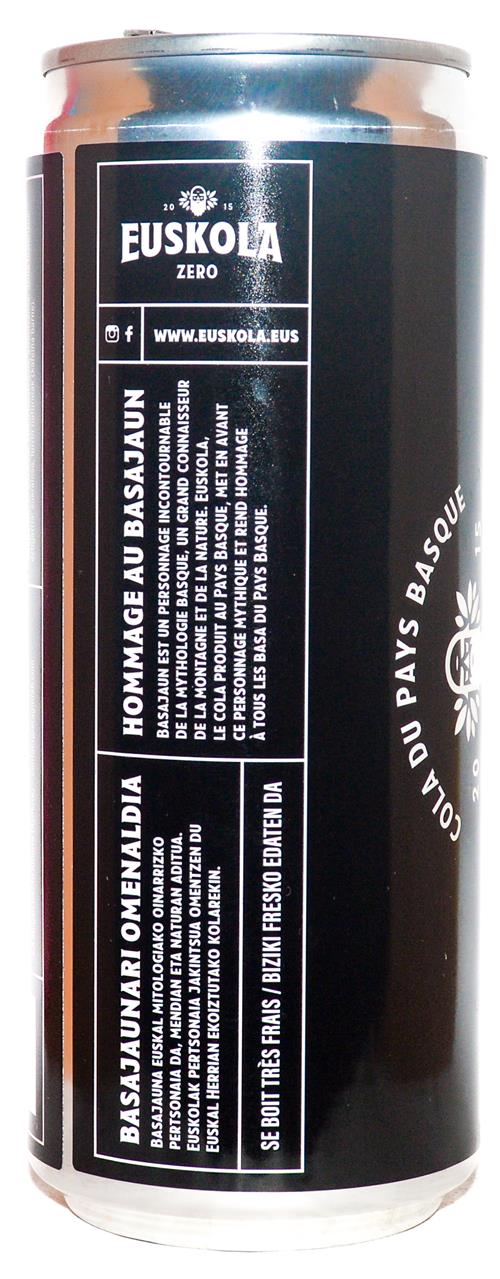 20 15
EUSKOLA
ZERO
WWW.EUSKOLA.EUS
HOMMAGE AU BASAJAUN
BASAJAUN EST UN PERSONNAGE INCONTOURNABLE
DE LA MYTHOLOGIE BASQUE, UN GRAND CONNAISSEUR
DE LA MONTAGNE ET DE LA NATURE. EUSKOLA,
LE COLA PRODUIT AU PAYS BASQUE, MET EN AVANT
CE PERSONNAGE MYTHIQUE ET REND HOMMAGE
À TOUS LES BASA DU PAYS BASQUE.
BASAJAUNARI OMENALDIA
BASAJAUNA EUSKAL MITOLOGIAKO OINARRIZKO
PERTSONAIA DA, MENDIAN ETA NATURAN ADITUA.
EUSKOLAK PERTSONAIA JAKINTSUA OMENTZEN DU
EUSKAL HERRIAN EKOIZTUTAKO KOLAREKIN.
SE BOIT TRÈS FRAIS / BIZIKI FRESKO EDATEN DA
COLA DU PAYS BASQUE
20 15